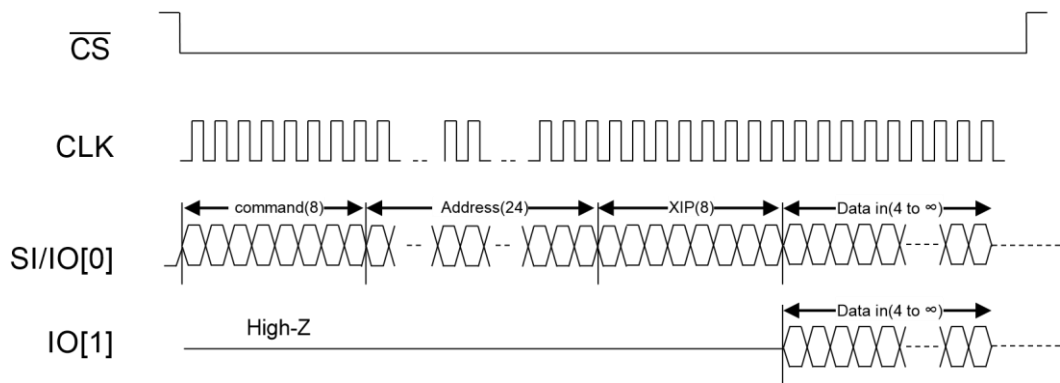 CS
CLK
command(8) Address(24) XIP(8) Data in(4 to ∞)
SI/IO[0]
Data in(4 to ∞)
High-Z
IO[1]